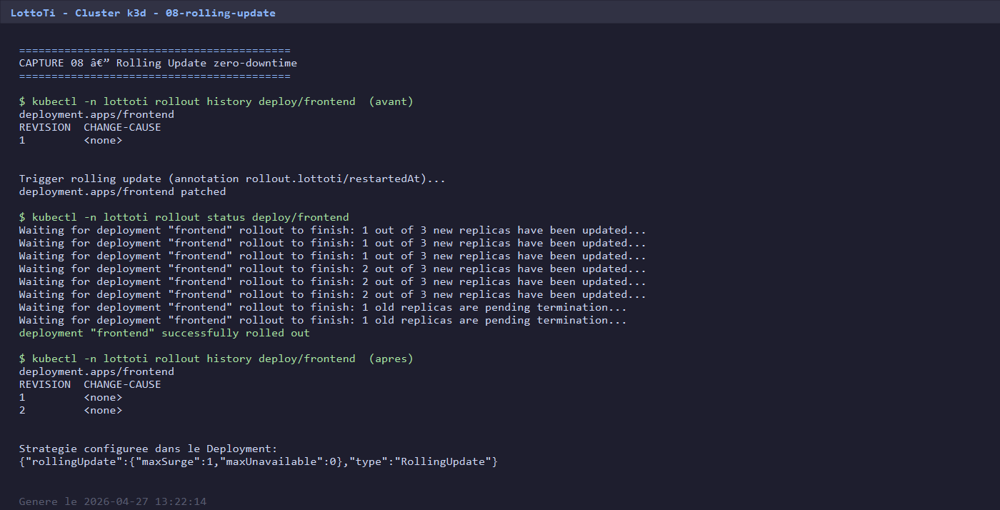 LottoTi - Cluster k3d - 08-rolling-update
==========================================
CAPTURE 08 â€” Rolling Update zero-downtime
==========================================
$ kubectl -n lottoti rollout history deploy/frontend  (avant)
deployment.apps/frontend
REVISION  CHANGE-CAUSE
1         <none>
Trigger rolling update (annotation rollout.lottoti/restartedAt)...
deployment.apps/frontend patched
$ kubectl -n lottoti rollout status deploy/frontend
Waiting for deployment "frontend" rollout to finish: 1 out of 3 new replicas have been updated...
Waiting for deployment "frontend" rollout to finish: 1 out of 3 new replicas have been updated...
Waiting for deployment "frontend" rollout to finish: 1 out of 3 new replicas have been updated...
Waiting for deployment "frontend" rollout to finish: 2 out of 3 new replicas have been updated...
Waiting for deployment "frontend" rollout to finish: 2 out of 3 new replicas have been updated...
Waiting for deployment "frontend" rollout to finish: 2 out of 3 new replicas have been updated...
Waiting for deployment "frontend" rollout to finish: 1 old replicas are pending termination...
Waiting for deployment "frontend" rollout to finish: 1 old replicas are pending termination...
deployment "frontend" successfully rolled out
$ kubectl -n lottoti rollout history deploy/frontend  (apres)
deployment.apps/frontend
REVISION  CHANGE-CAUSE
1         <none>
2         <none>
Strategie configuree dans le Deployment:
{"rollingUpdate":{"maxSurge":1,"maxUnavailable":0},"type":"RollingUpdate"}
Genere le 2026-04-27 13:22:14